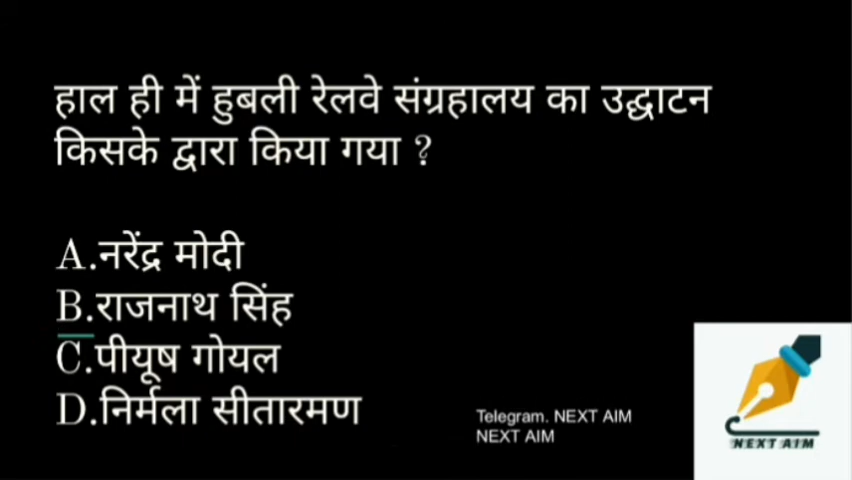 हाल ही में हुबली रेलवे संग्रहालय का उद्घाटन
किसके द्वारा किया गया ?
A.नरेंद्र मोदी
B.राजनाथ सिंह
C.पीयूष गोयल
D.निर्मला सीतारमण
Telegram. NEXT AIM
NEXT AIM
NEXT AIM